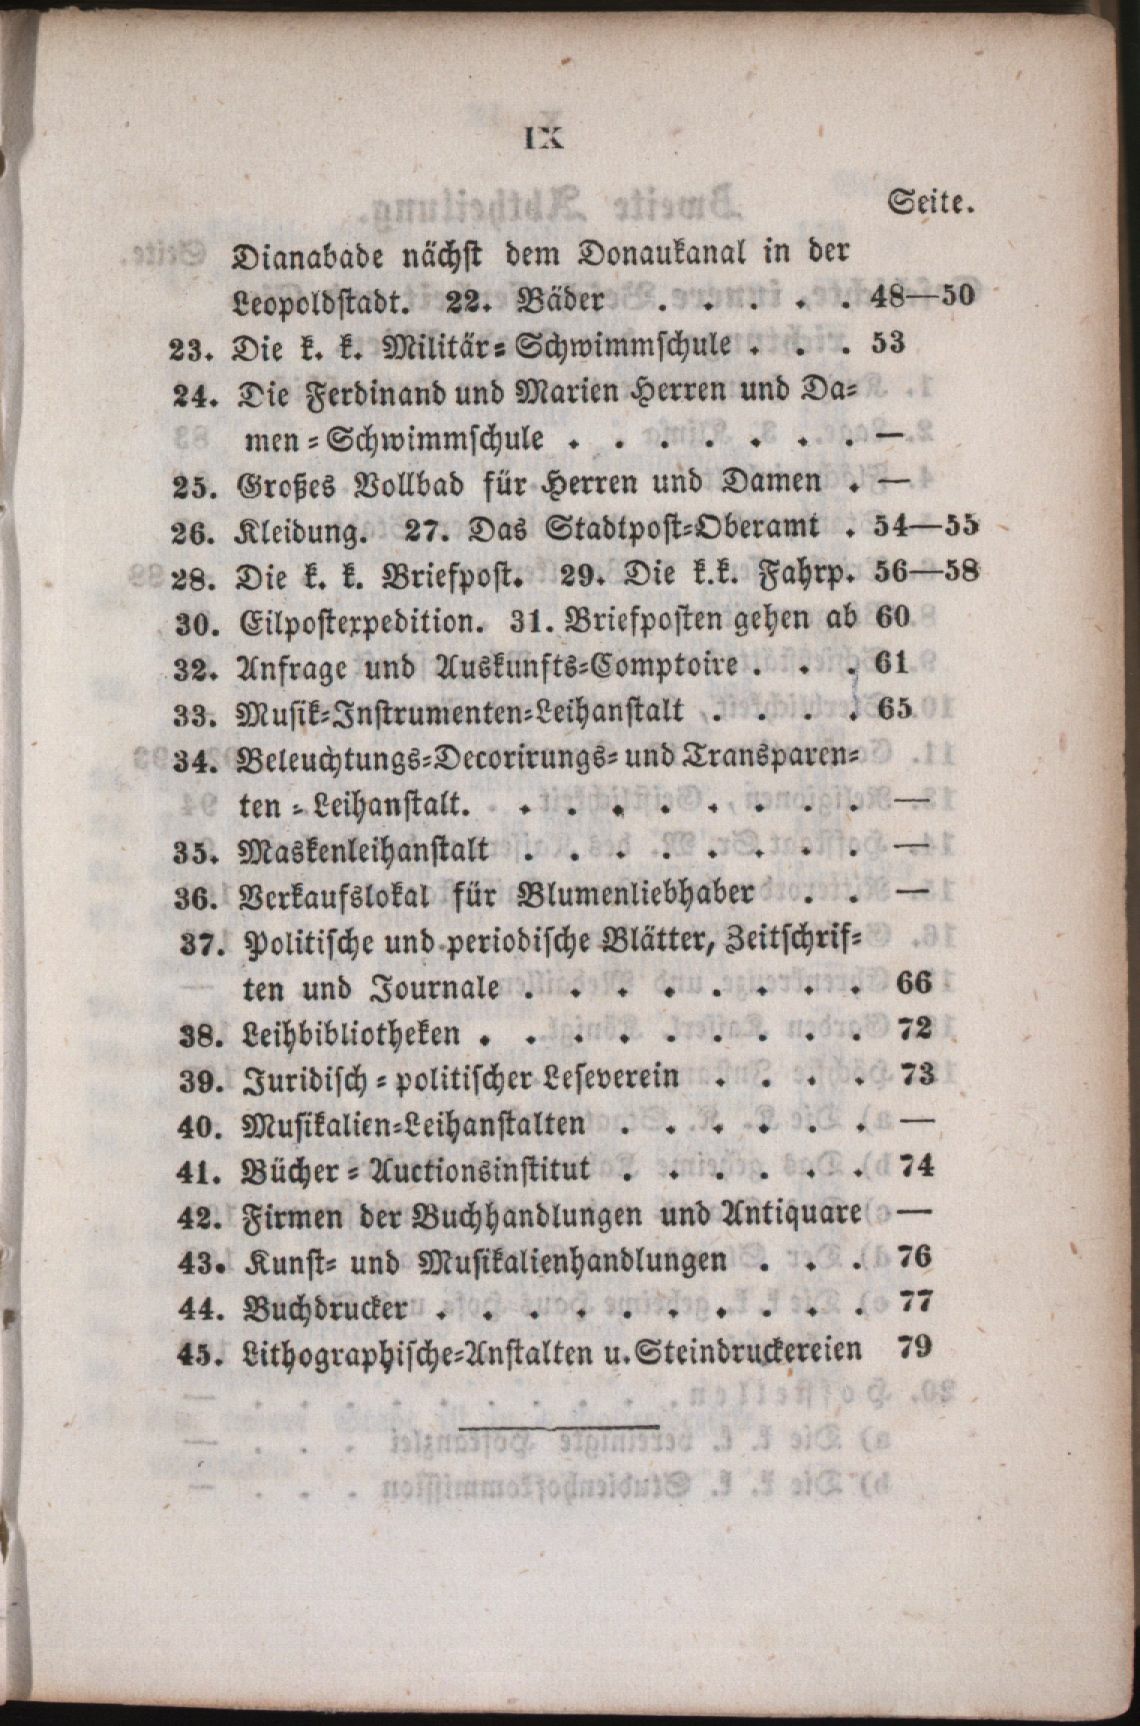 IX
Seite.
Dianabade nächst dem Donaukanal in der
Leopoldstadt. 22. Bäder . . . . . 48—50
23. Die k. k. Militär-Schwimmschule . . . 53
24. Die Ferdinand und Marien Herren und Da-
men-Schwimmschule . . . . . . . —
25. Großes Vollbad für Herren und Damen . —
26. Kleidung. 27. Das Stadtpost-Oberamt . 54—55
28. Die k. k. Briefpost. 29. Die k.k. Fahrp. 56—58
30. Eilpostexpedition. 31. Briefposten gehen ab 60
32. Anfrage und Auskunfts-Comptoire . . . 61
33. Musik-Instrumenten-Leihanstalt . . . . 65
34. Beleuchtungs-Decorirungs- und Transparen-
ten-Leihanstalt. . . . . . . . . —
35. Maskenleihanstalt . . . . . . . . —
36. Verkaufslokal für Blumenliebhaber . . —
37. Politische und periodische Blätter, Zeitschrif-
ten und Journale . . . . . . . . 66
38. Leihbibliotheken . . . . . . . . . 72
39. Juridisch-politischer Leseverein . . . . 73
40. Musikalien-Leihanstalten . . . . . . —
41. Bücher-Auctionsinstitut . . . . . . 74
42. Firmen der Buchhandlungen und Antiquare —
43. Kunst- und Musikalienhandlungen . . . 76
44. Buchdrucker . . . . . . . . . . 77
45. Lithographische-Anstalten u. Steindruckereien 79